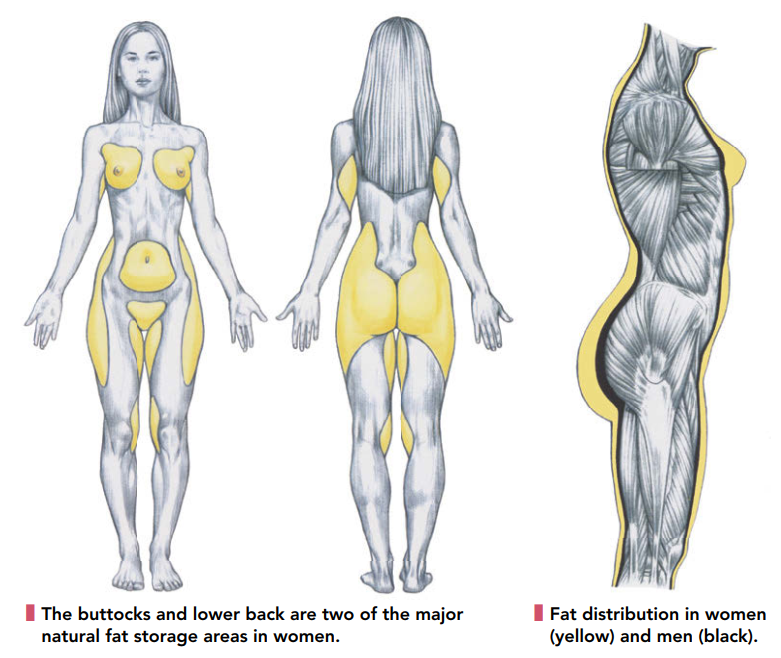 The buttocks and lower back are two of the major
natural fat storage areas in women.
Fat distribution in women
(yellow) and men (black).